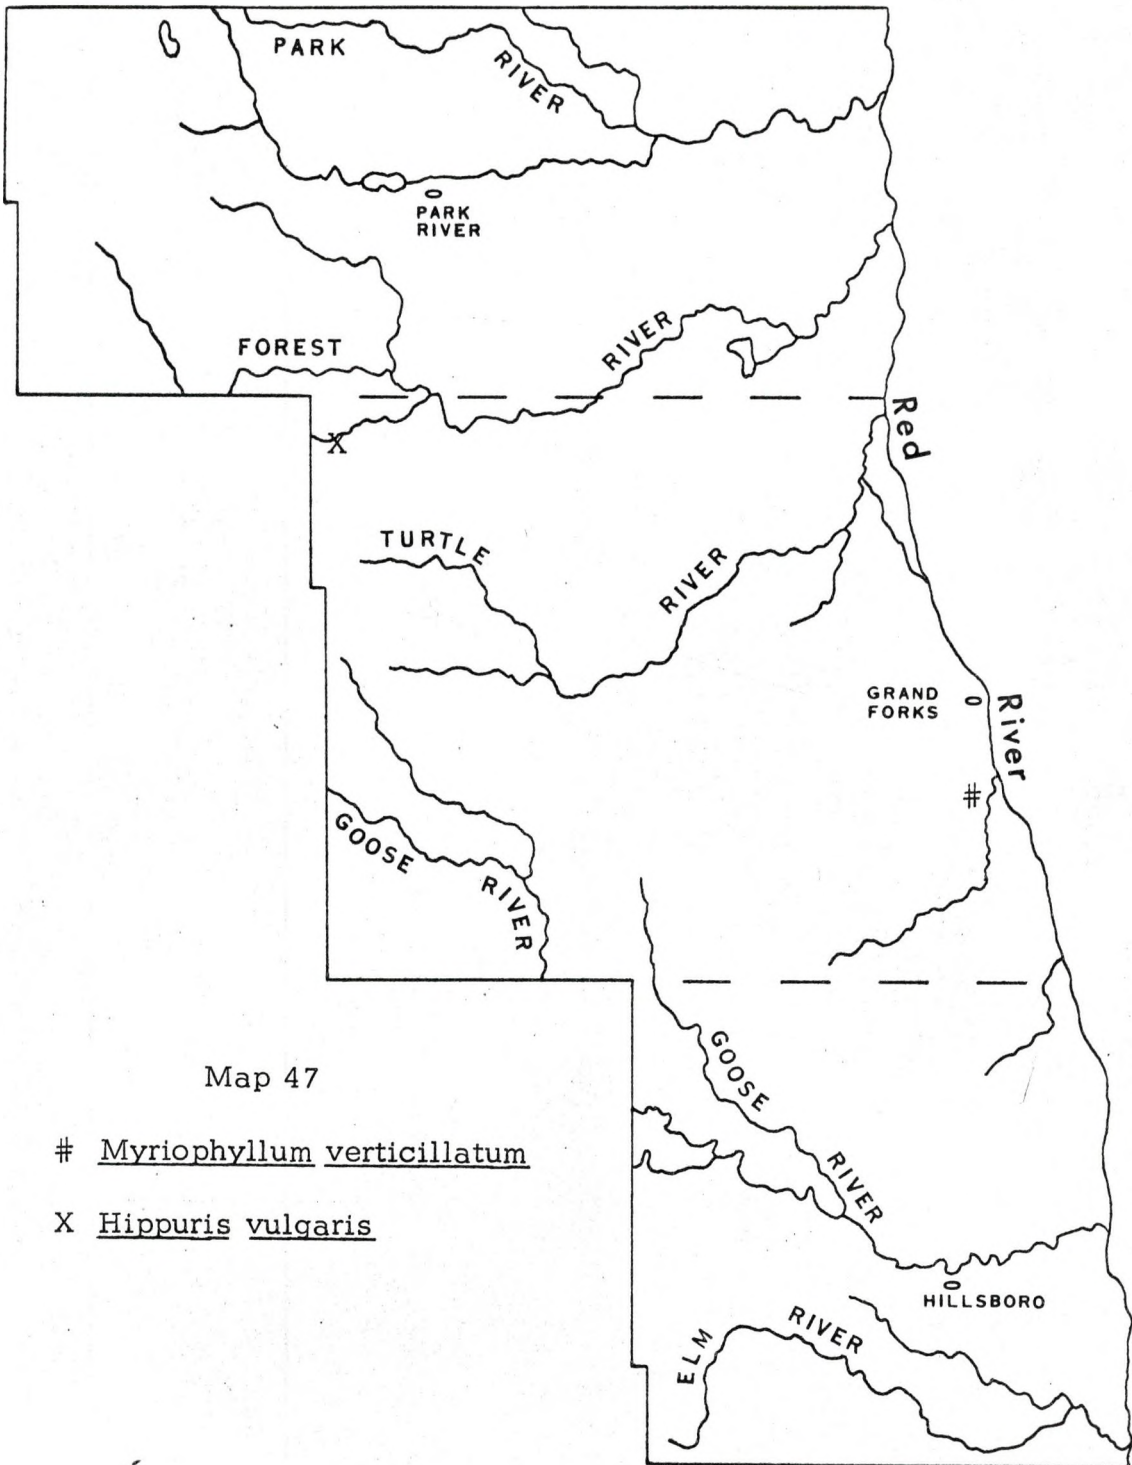 PARK
RIVER
PARK
RIVER
FOREST
RIVER
Red
X
TURTLE
RIVER
GRAND
FORKS
River
#
GOOSE
RIVER
GOOSE
RIVER
Map 47
# Myriophyllum verticillatum
X Hippuris vulgaris
HILLSBORO
ELM
RIVER